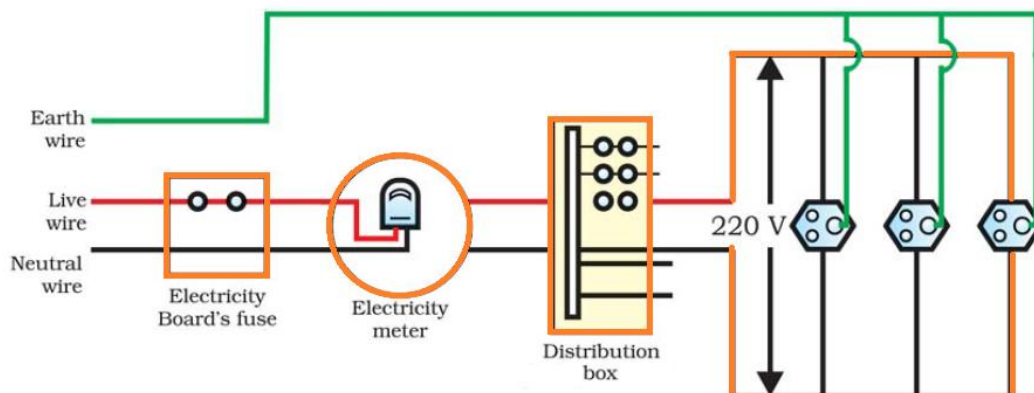 Earth
wire
Live
wire
Neutral
wire
Electricity
Board's fuse
Electricity
meter
Distribution
box
220 V